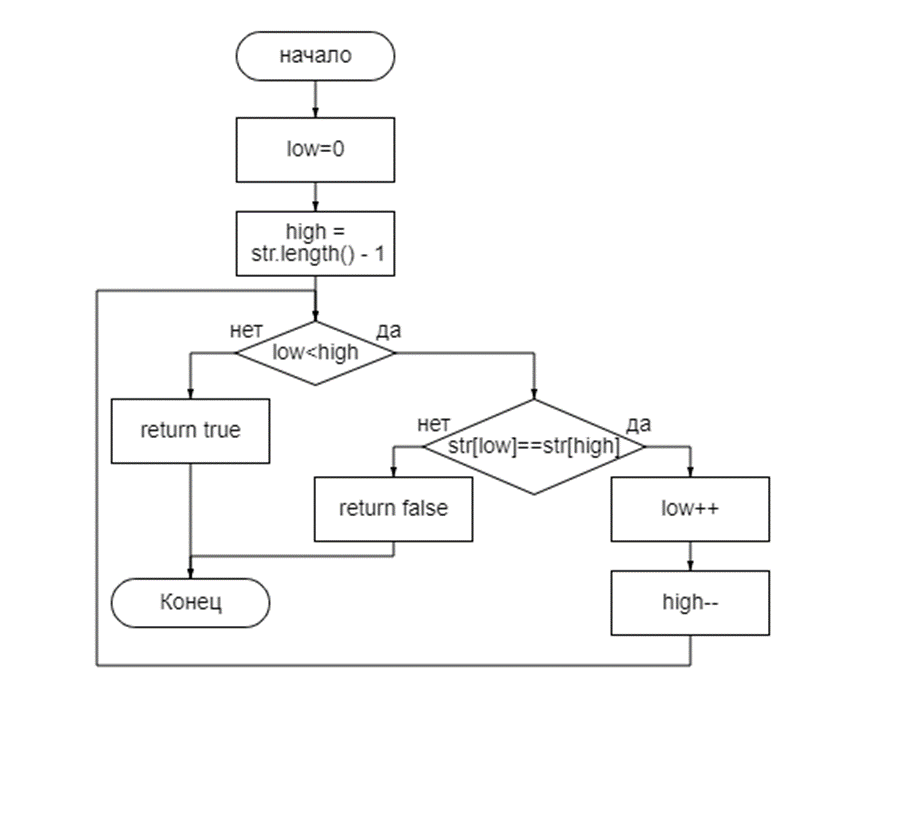 начало
low=0
high =
str.length() - 1
нет
да
low<high
return true
нет
да
str[low]==str[high]
return false
low++
Конец
high--